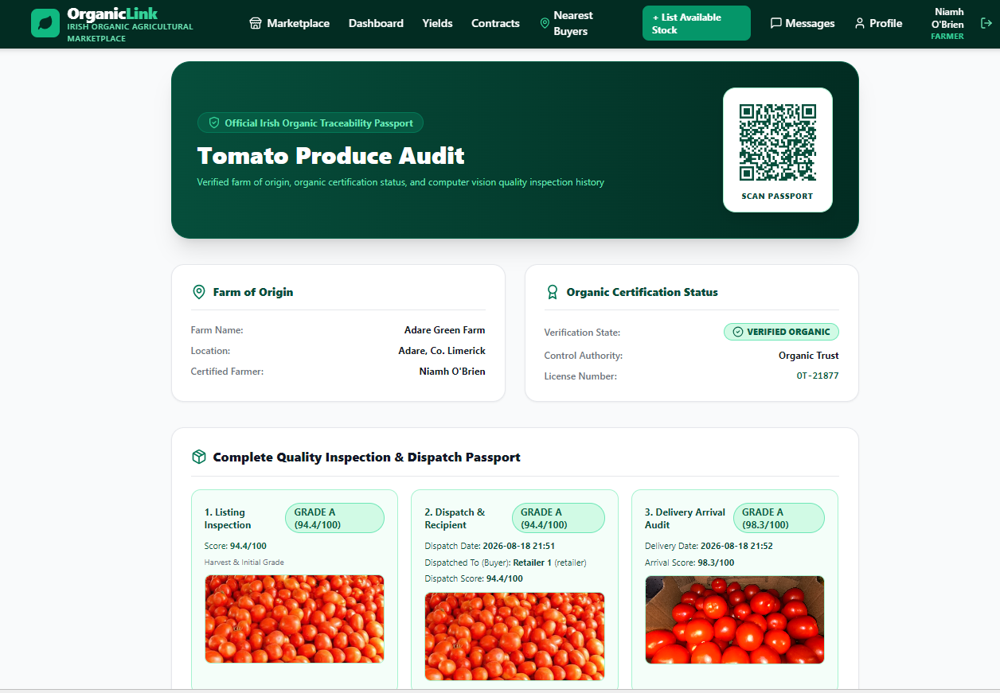 OrganicLink
IRISH ORGANIC AGRICULTURAL
MARKETPLACE
Marketplace
Dashboard
Yields
Contracts
Nearest
Buyers
+ List Available
Stock
Messages
Profile
Niamh
O'Brien
FARMER
Official Irish Organic Traceability Passport
Tomato Produce Audit
Verified farm of origin, organic certification status, and computer vision quality inspection history
SCAN PASSPORT
Farm of Origin
Farm Name: Adare Green Farm
Location: Adare, Co. Limerick
Certified Farmer: Niamh O'Brien
Organic Certification Status
Verification State: VERIFIED ORGANIC
Control Authority: Organic Trust
License Number: OT-21877
Complete Quality Inspection & Dispatch Passport
1. Listing
Inspection
GRADE A
(94.4/100)
Score: 94.4/100
Harvest & Initial Grade
2. Dispatch &
Recipient
GRADE A
(94.4/100)
Dispatch Date: 2026-08-18 21:51
Dispatched To (Buyer): Retailer 1 (retailer)
Dispatch Score: 94.4/100
3. Delivery Arrival
Audit
GRADE A
(98.3/100)
Delivery Date: 2026-08-18 21:52
Arrival Score: 98.3/100